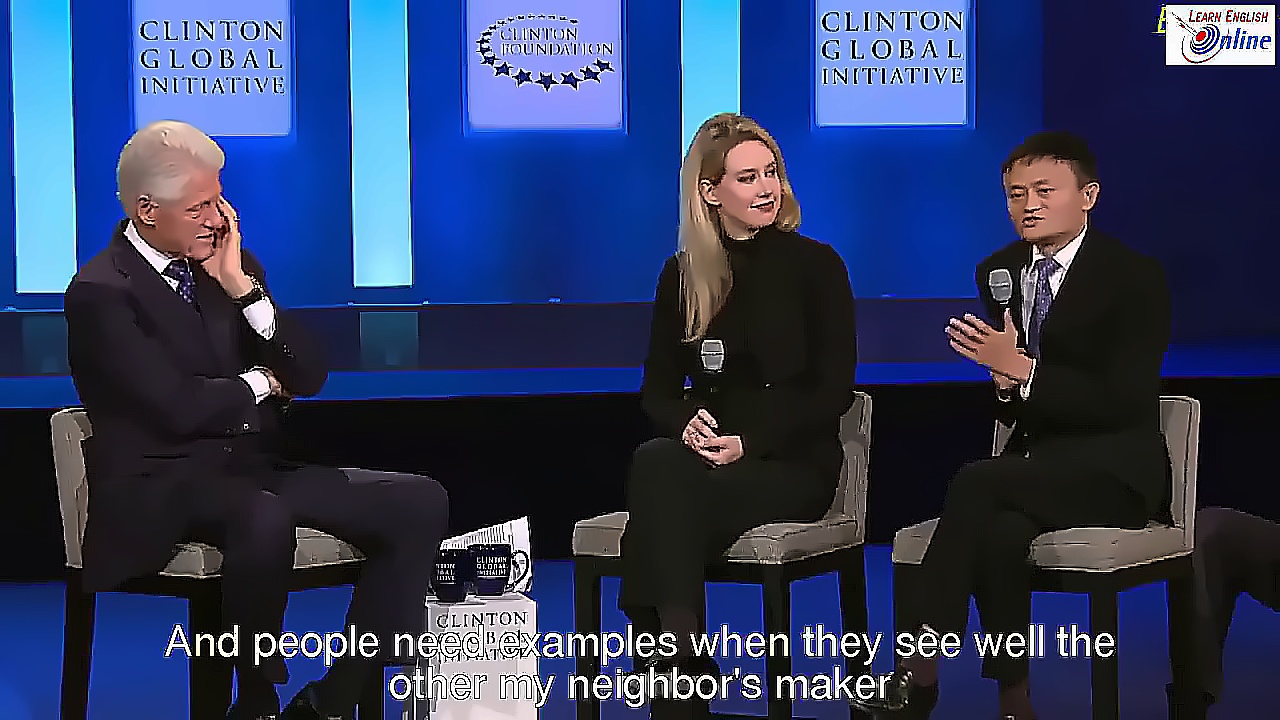 CLINTON
GLOBAL
INITIATIVE
CLINTON
FOUNDATION
CLINTON
GLOBAL
INITIATIVE
LEARN ENGLISH
Online
CLINTON
And people need examples when they see well the
other my neighbor's maker